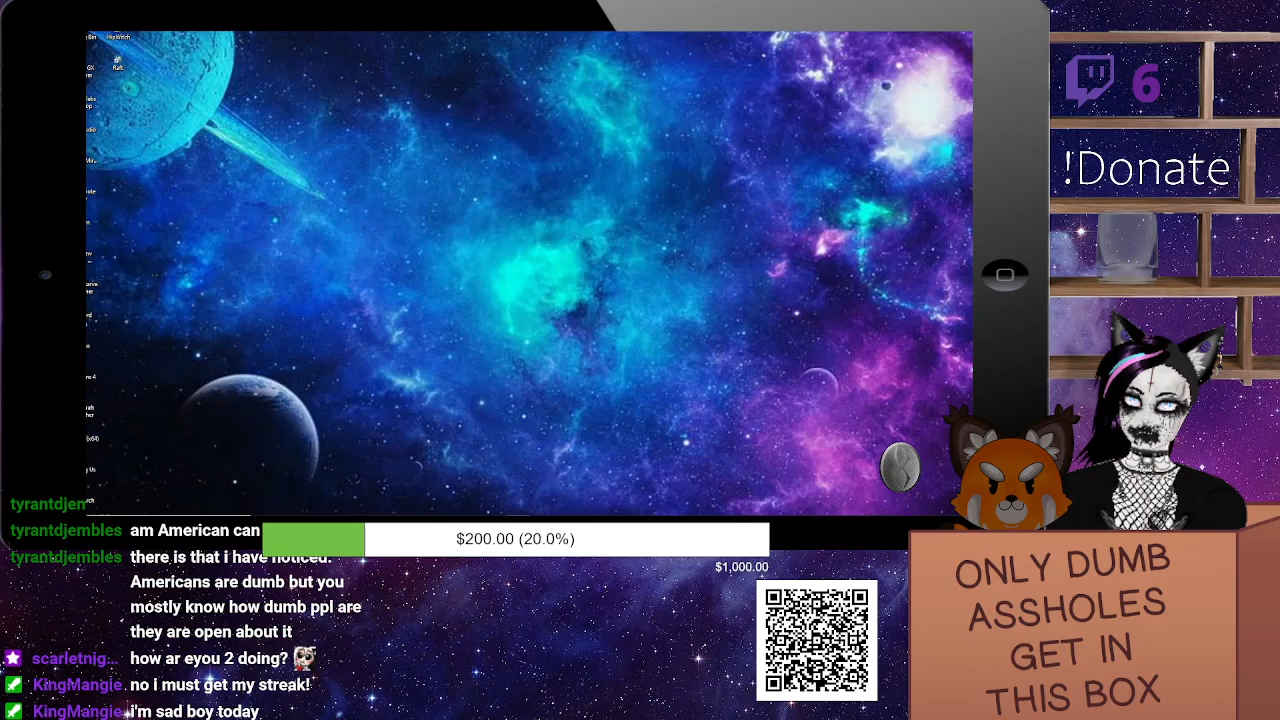 Raft
6
!Donate
tyrantdjem
tyrantdjembles am American can
tyrantdjembles there is that i have noticed.
Americans are dumb but you
mostly know how dumb ppl are
they are open about it
scarletnig... how ar eyou 2 doing?
KingMangie no i must get my streak!
KingMangie i'm sad boy today
$200.00 (20.0%)
$1,000.00
ONLY DUMB
ASSHOLES
GET IN
THIS BOX